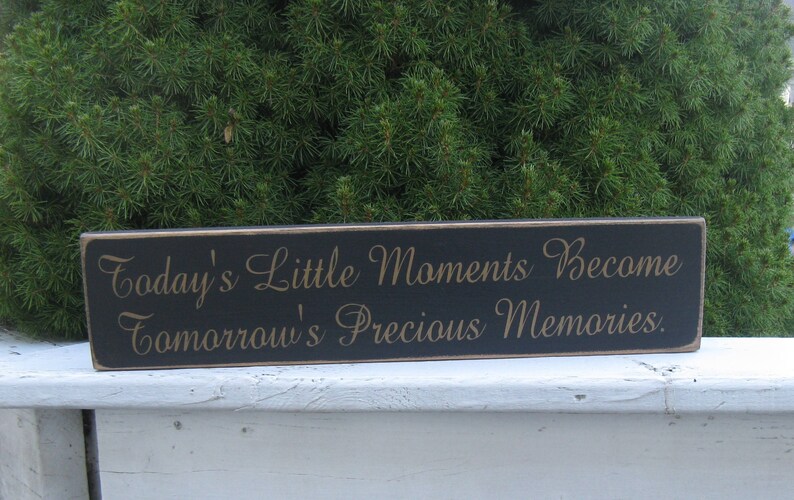 Today's Little Moments Become
Tomorrow's Precious Memories.